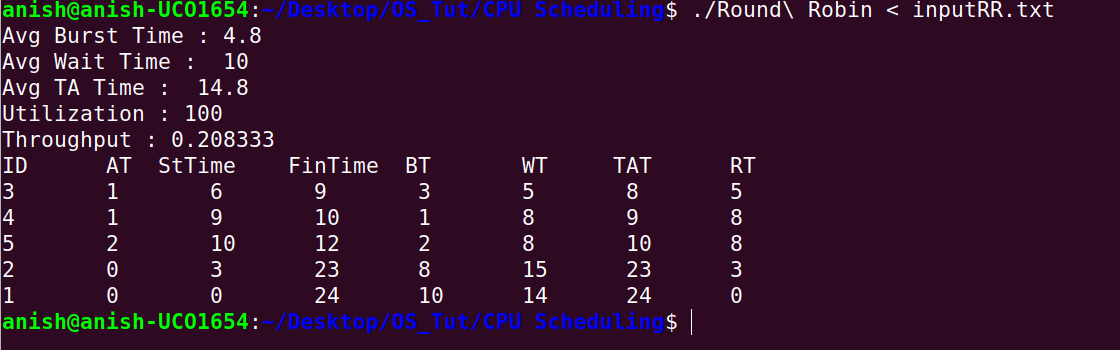 anish@anish-UCO1654:~/Desktop/OS_Tut/CPU Scheduling$ ./Round\ Robin < inputRR.txt
Avg Burst Time : 4.8
Avg Wait Time :  10
Avg TA Time :  14.8
Utilization : 100
Throughput : 0.208333
ID      AT  StTime    FinTime  BT       WT     TAT      RT
3       1       6       9       3       5       8       5
4       1       9       10      1       8       9       8
5       2       10      12      2       8       10      8
2       0       3       23      8       15      23      3
1       0       0       24      10      14      24      0
anish@anish-UCO1654:~/Desktop/OS_Tut/CPU Scheduling$